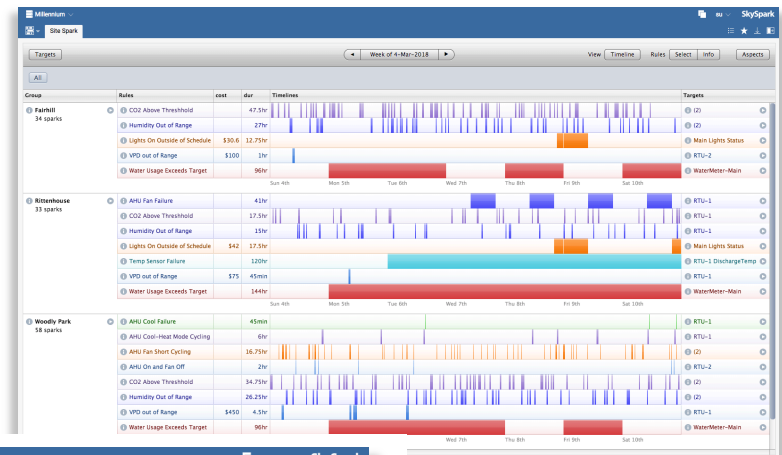 Millennium SU SkySpark
Site Spark
Targets Week of 4-Mar-2018 View Timeline Rules Select Info Aspects
All
Group Rules cost dur Timelines Targets
Fairhill CO2 Above Threshhold 47.5hr (2)
34 sparks
Humidity Out of Range 27hr (2)
Lights On Outside of Schedule $30.6 12.75hr Main Lights Status
VPD out of Range $100 1hr RTU-2
Water Usage Exceeds Target 96hr WaterMeter-Main
Sun 4th Mon 5th Tue 6th Wed 7th Thu 8th Fri 9th Sat 10th
Rittenhouse AHU Fan Failure 41hr RTU-1
33 sparks
CO2 Above Threshhold 17.5hr RTU-1
Humidity Out of Range 15hr RTU-1
Lights On Outside of Schedule $42 17.5hr Main Lights Status
Temp Sensor Failure 120hr RTU-1 DischargeTemp
VPD out of Range $75 45min RTU-1
Water Usage Exceeds Target 144hr WaterMeter-Main
Sun 4th Mon 5th Tue 6th Wed 7th Thu 8th Fri 9th Sat 10th
Woodly Park AHU Cool Failure 45min RTU-1
58 sparks
AHU Cool-Heat Mode Cycling 6hr RTU-1
AHU Fan Short Cycling 16.75hr (2)
AHU On and Fan Off 2hr RTU-2
CO2 Above Threshhold 34.75hr (2)
Humidity Out of Range 26.25hr (2)
VPD out of Range $450 4.5hr RTU-1
Water Usage Exceeds Target 96hr WaterMeter-Main
Wed 7th Thu 8th Fri 9th Sat 10th